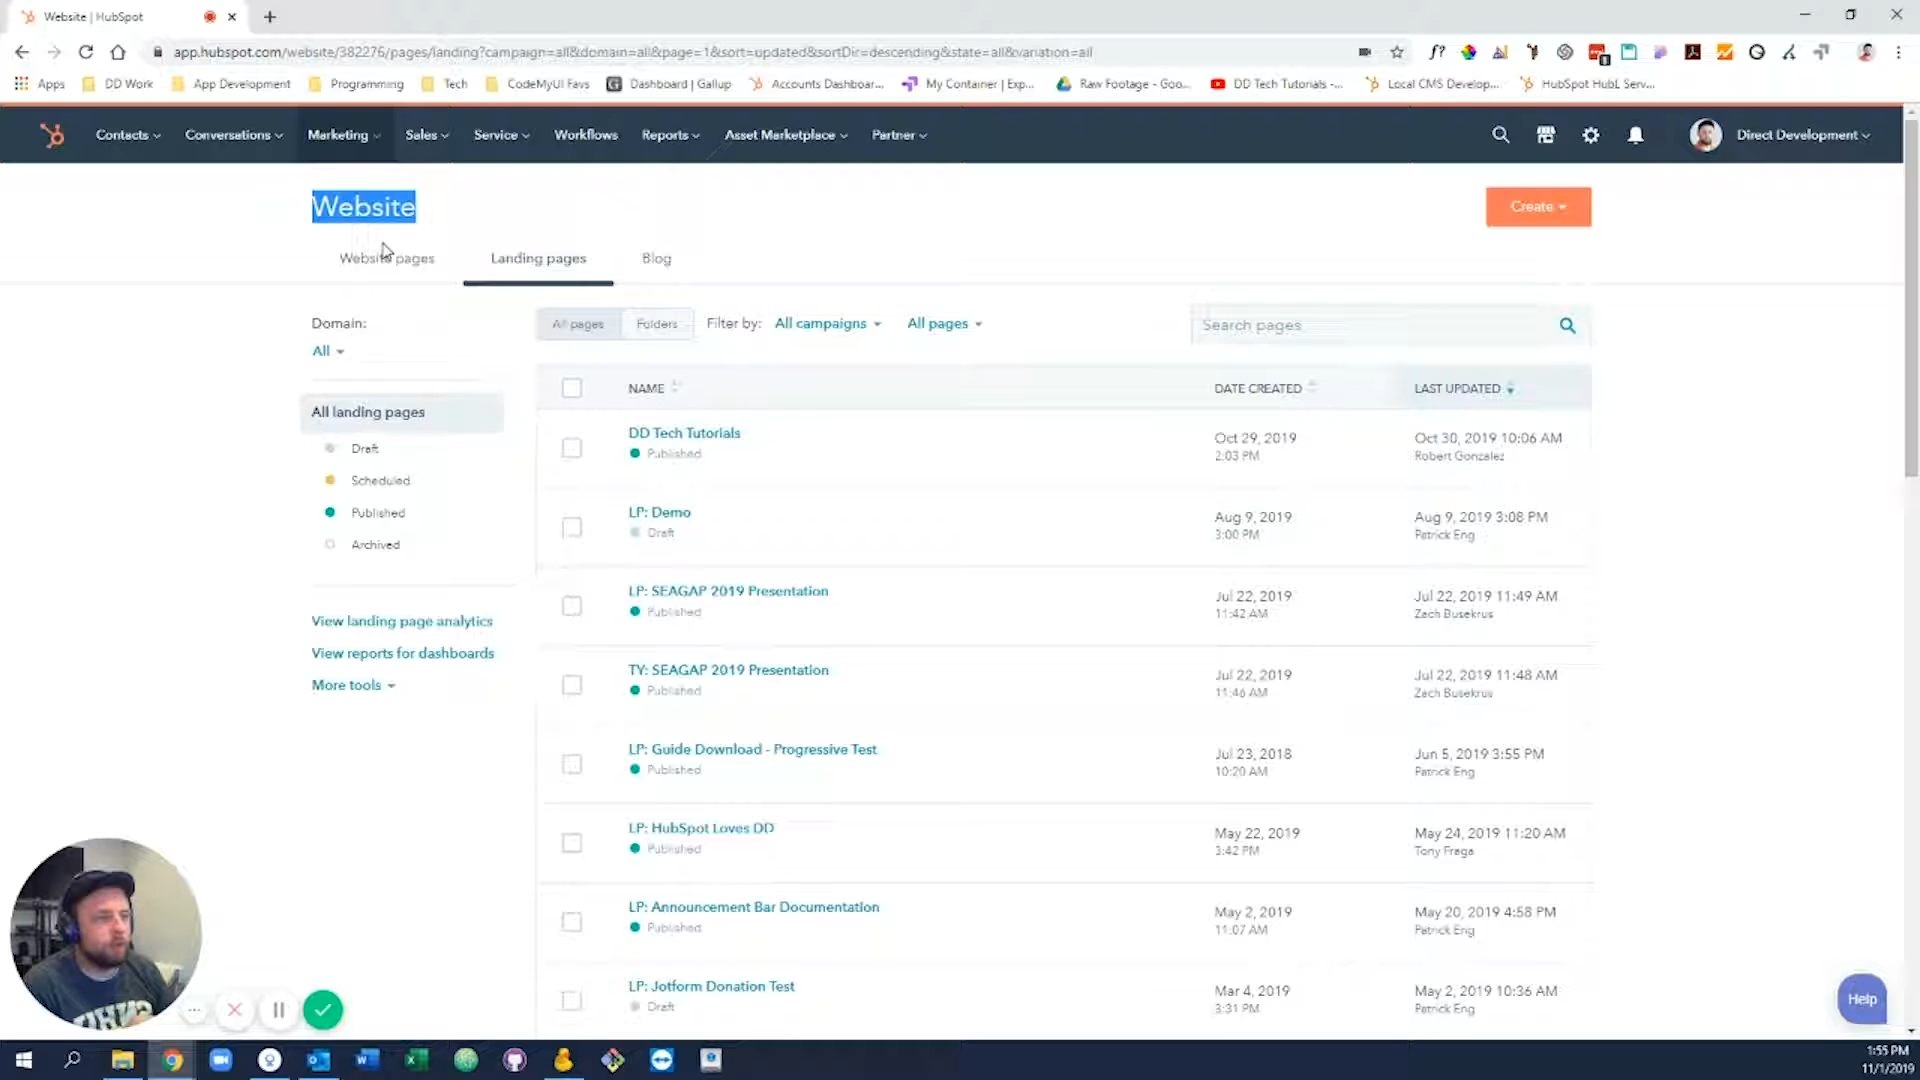 Website | HubSpot
app.hubspot.com/website/382276/pages/landing?campaign=all&domain=all&page=1&sort=updated&sortDir=descending&state=all&variation=all
Apps DD Work App Development Programming Tech CodeMyUI Favs Dashboard | Gallup Accounts Dashboar... My Container | Exp... Raw Footage - Goo... DD Tech Tutorials -... Local CMS Develop... HubSpot HubL Serv...
Contacts Conversations Marketing Sales Service Workflows Reports Asset Marketplace Partner Direct Development
Website
Create
Website pages Landing pages Blog
Domain:
All
All pages Folders Filter by: All campaigns All pages Search pages
NAME DATE CREATED LAST UPDATED
All landing pages
Draft
Scheduled
Published
Archived
View landing page analytics
View reports for dashboards
More tools
DD Tech Tutorials
Published
Oct 29, 2019
2:03 PM
Oct 30, 2019 10:06 AM
Robert Gonzalez
LP: Demo
Draft
Aug 9, 2019
3:00 PM
Aug 9, 2019 3:08 PM
Patrick Eng
LP: SEAGAP 2019 Presentation
Published
Jul 22, 2019
11:42 AM
Jul 22, 2019 11:49 AM
Zach Busekrus
TY: SEAGAP 2019 Presentation
Published
Jul 22, 2019
11:46 AM
Jul 22, 2019 11:48 AM
Zach Busekrus
LP: Guide Download - Progressive Test
Published
Jul 23, 2018
10:20 AM
Jun 5, 2019 3:55 PM
Patrick Eng
LP: HubSpot Loves DD
Published
May 22, 2019
3:42 PM
May 24, 2019 11:20 AM
Tony Fraga
LP: Announcement Bar Documentation
Published
May 2, 2019
11:07 AM
May 20, 2019 4:58 PM
Patrick Eng
LP: Jotform Donation Test
Draft
Mar 4, 2019
3:31 PM
May 2, 2019 10:36 AM
Patrick Eng
Help
1:55 PM
11/1/2019